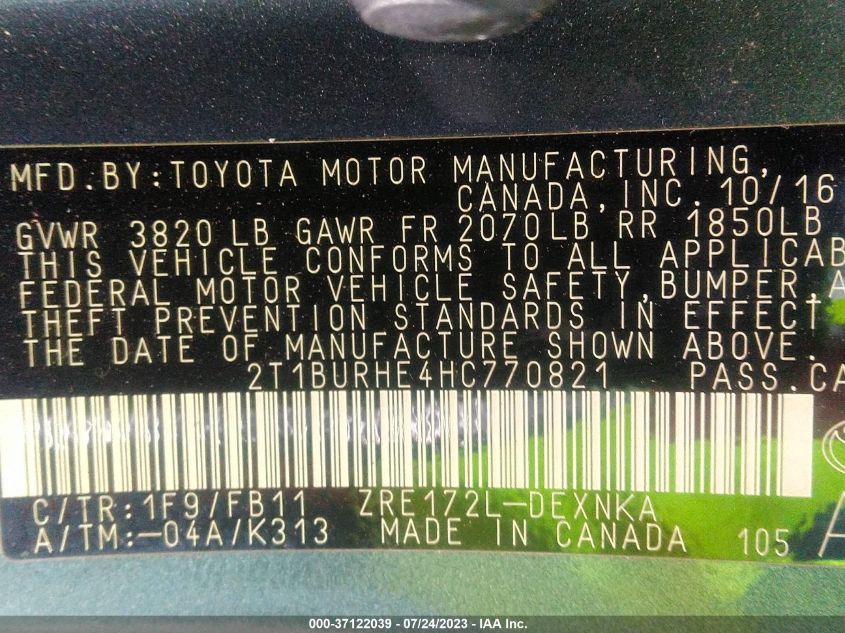 MFD.BY:TOYOTA MOTOR MANUFACTURING,
CANADA,INC. 10/16
GVWR 3820 LB GAWR FR 2070LB RR 1850LB
THIS VEHICLE CONFORMS TO ALL APPLICAB
FEDERAL MOTOR VEHICLE SAFETY,BUMPER,A
THEFT PREVENTION STANDARDS IN EFFECT
THE DATE OF MANUFACTURE SHOWN ABOVE.
2T1BURHE4HC770821 PASS.CA
C/TR:1F9/FB11 ZRE172L-DEXNKA
A/TM:-04A/K313 MADE IN CANADA 105 A
000-37122039 - 07/24/2023 - IAA Inc.